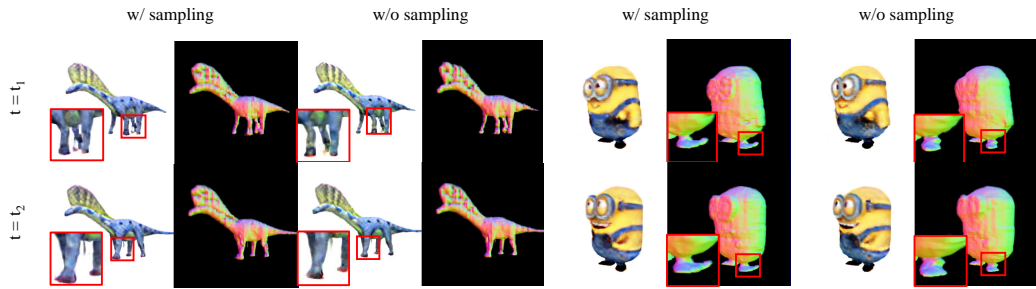 w/ sampling
w/o sampling
w/ sampling
w/o sampling
t = t1
t = t2